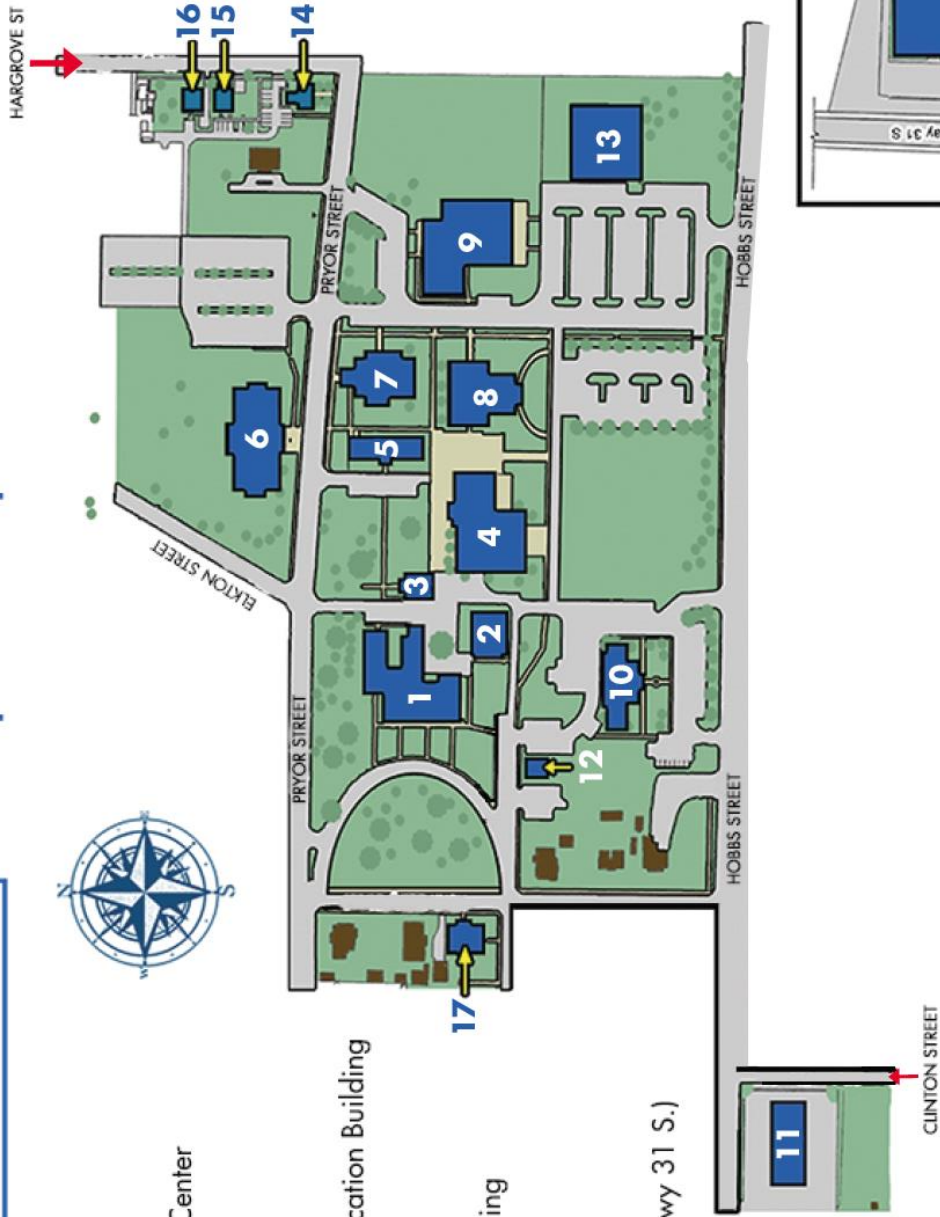 HARGROVE ST
16
15
14
PRYOR STREET
13
HOBBS STREET
ay 31 S
9
7
8
6
5
4
ELKTON STREET
3
2
1
10
PRYOR STREET
12
HOBBS STREET
N
E
S
W
17
Center
cation Building
ing
wy 31 S.)
11
CLINTON STREET